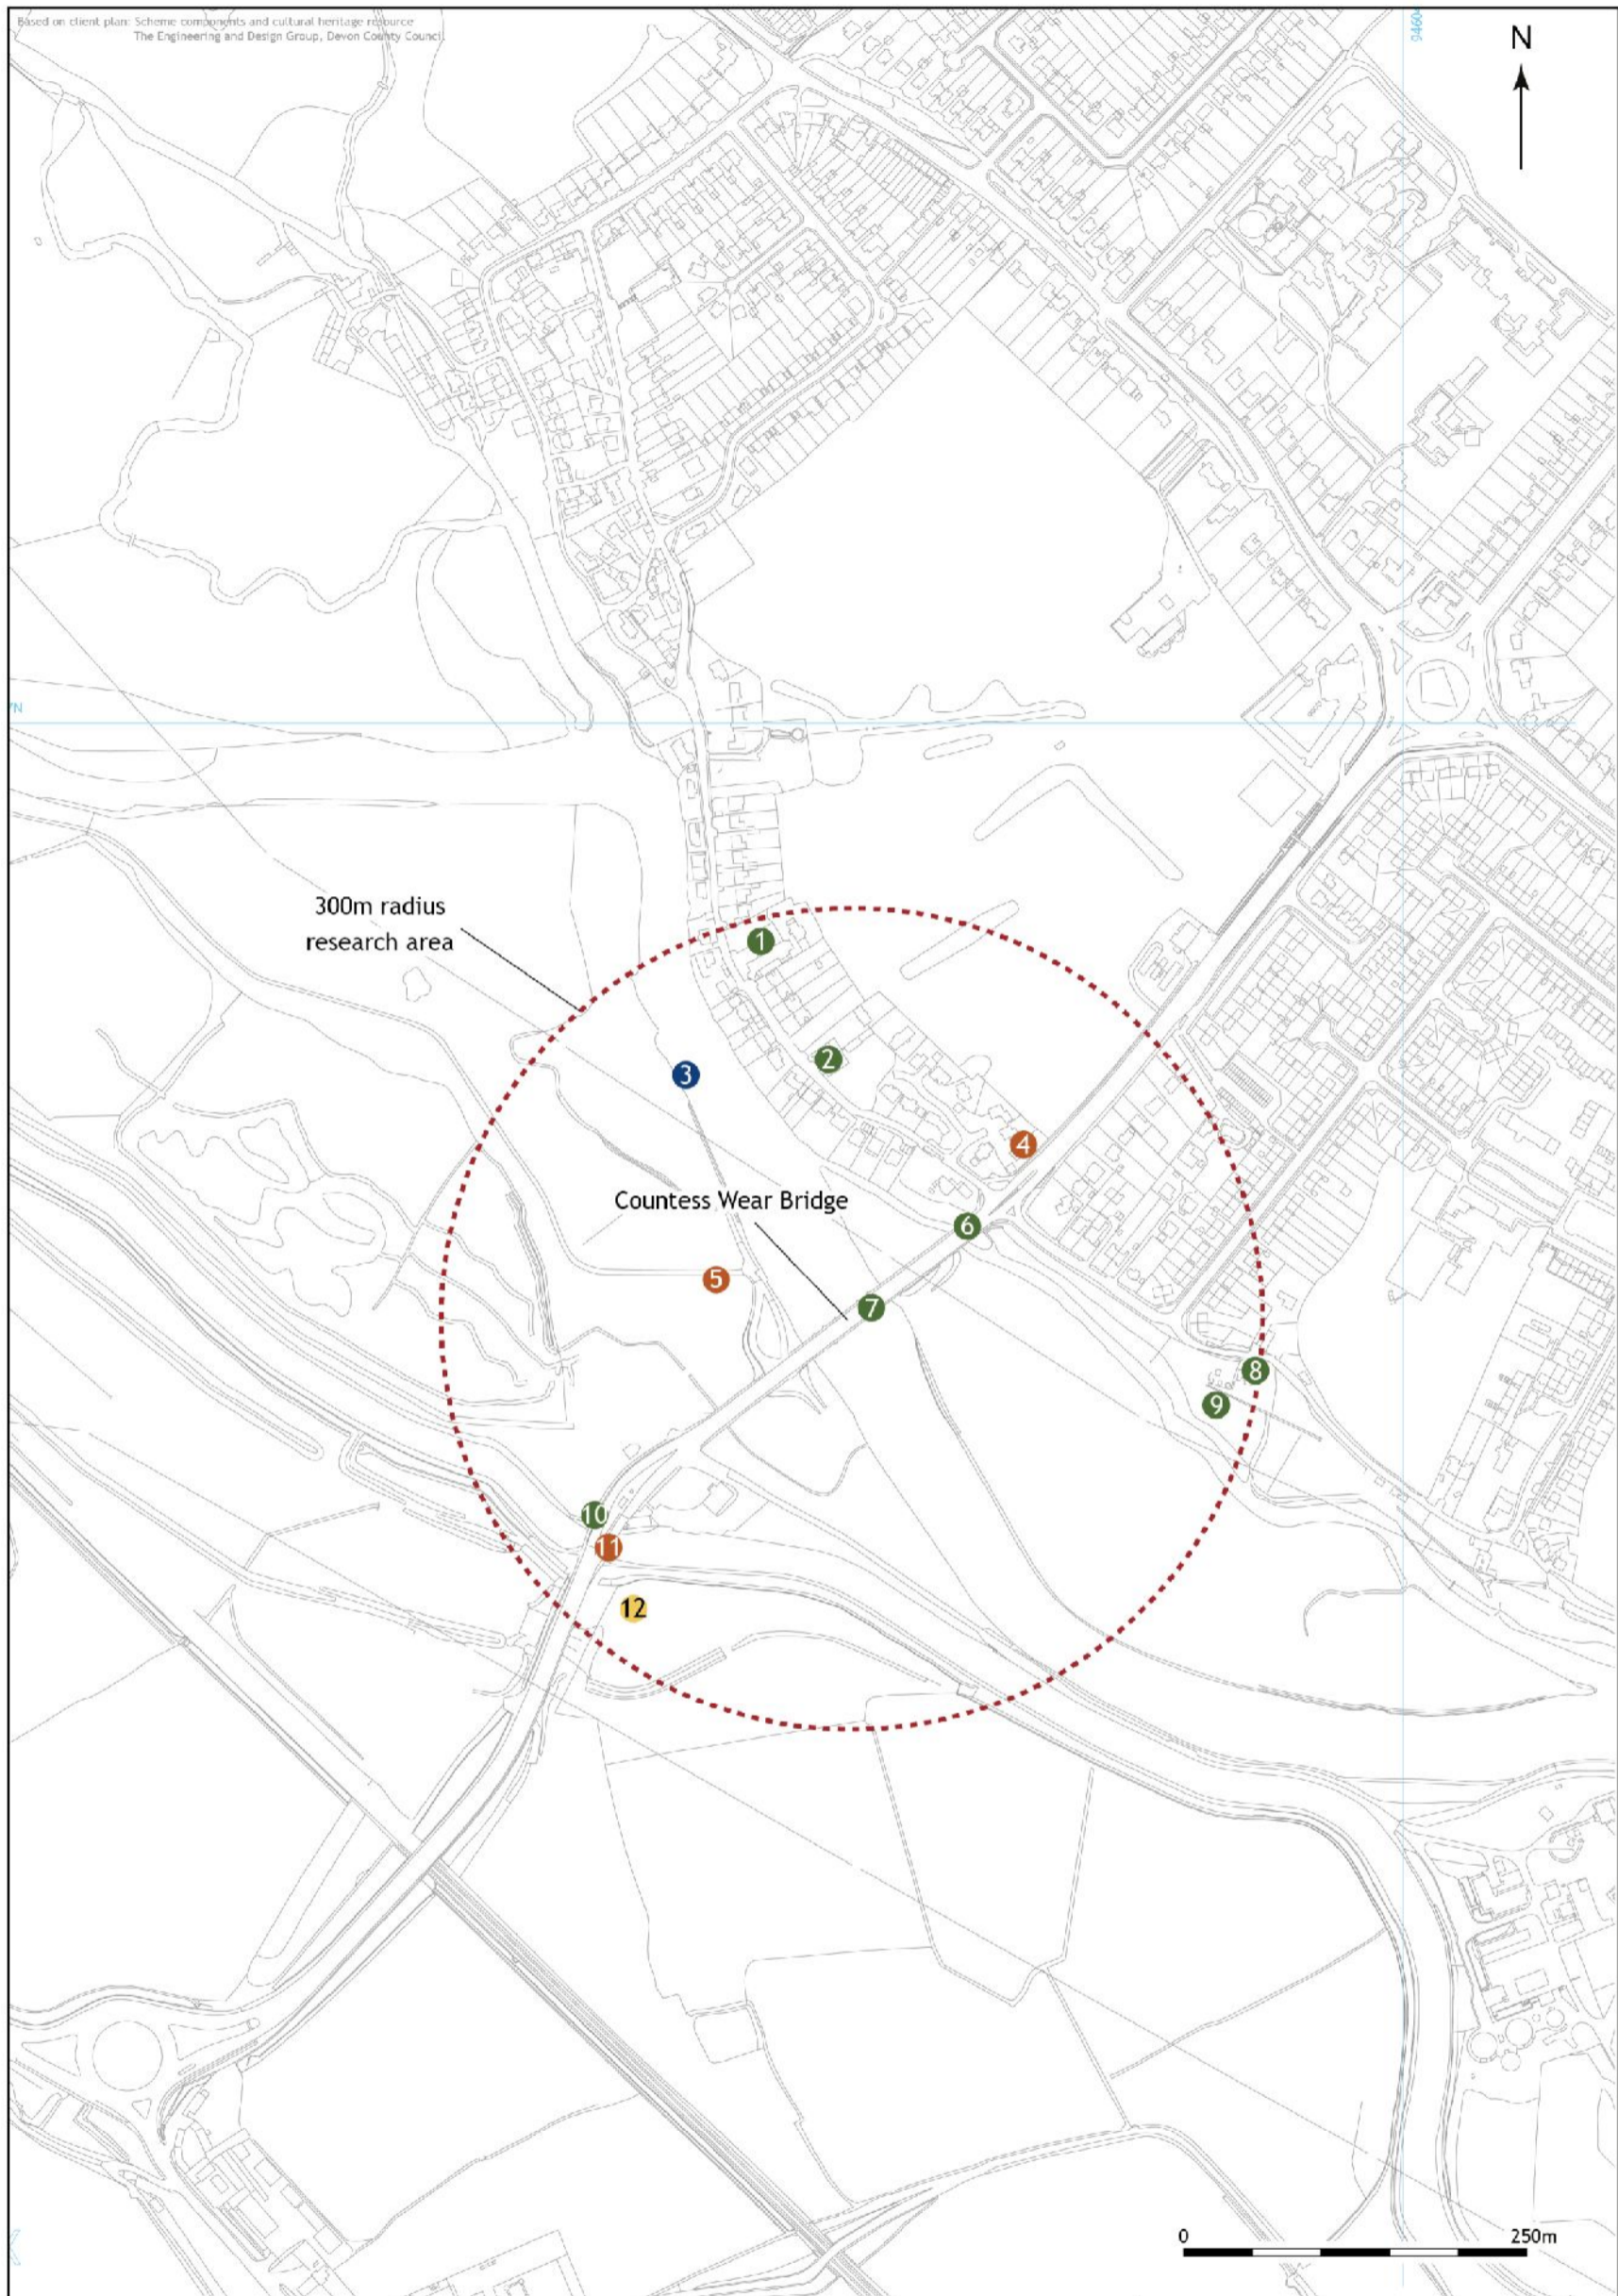 Based on client plan: Scheme components and cultural heritage resource
The Engineering and Design Group, Devon County Council
N
300m radius
research area
1
2
3
4
Countess Wear Bridge
5
6
7
8
9
10
11
12
0
250m